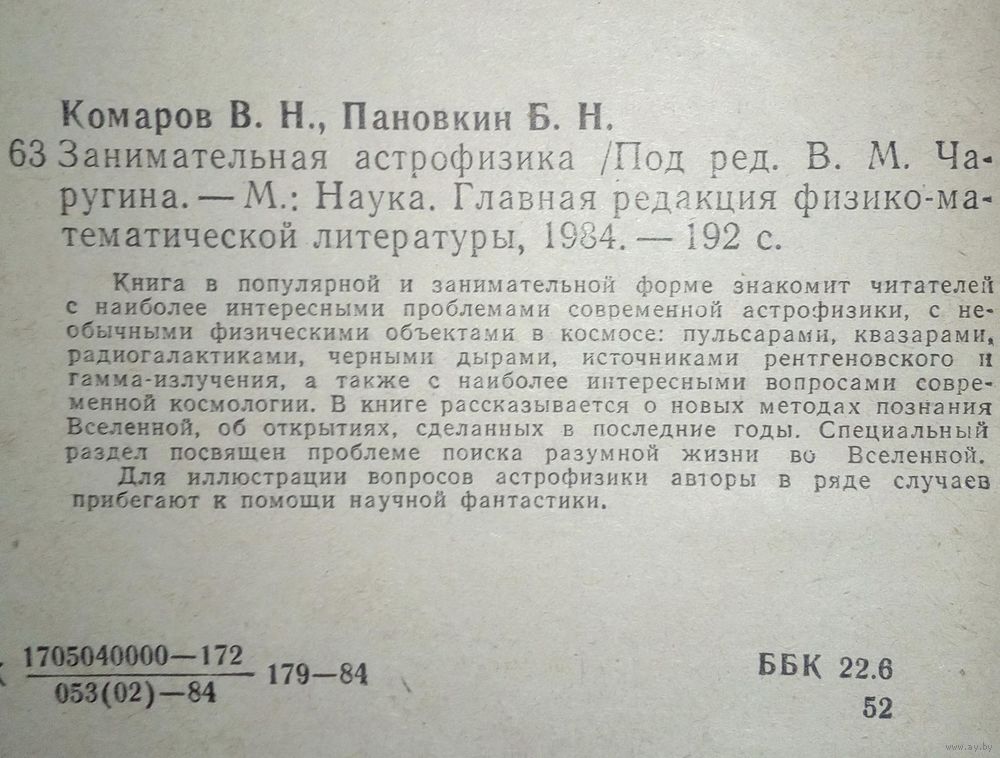 Комаров В. Н., Пановкин Б. Н.
63 Занимательная астрофизика /Под ред. В. М. Ча-
ругина. — М.: Наука. Главная редакция физико-ма-
тематической литературы, 1984. — 192 с.
Книга в популярной и занимательной форме знакомит читателей
с наиболее интересными проблемами современной астрофизики, с не-
обычными физическими объектами в космосе: пульсарами, квазарами,
радиогалактиками, черными дырами, источниками рентгеновского и
гамма-излучения, а также с наиболее интересными вопросами совре-
менной космологии. В книге рассказывается о новых методах познания
Вселенной, об открытиях, сделанных в последние годы. Специальный
раздел посвящен проблеме поиска разумной жизни во Вселенной.
Для иллюстрации вопросов астрофизики авторы в ряде случаев
прибегают к помощи научной фантастики.
1705040000—172
053(02)—84
179—84
ББК 22.6
52
www.ay.by